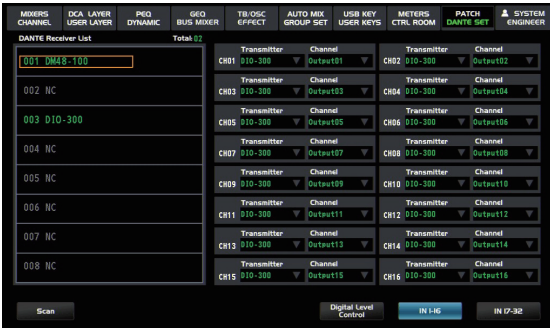 MIXERS DCA LAYER PEQ GEQ TB/OSC AUTO MIX USB KEY METERS PATCH SYSTEM
CHANNEL USER LAYER DYNAMIC BUS MIXER EFFECT GROUP SET USER KEYS CTRL ROOM DANTE SET ENGINEER
DANTE Receiver List Total: 02
001 DM48-100
002 NC
003 DIO-300
004 NC
005 NC
006 NC
007 NC
008 NC
Transmitter Channel Transmitter Channel
CH01 DIO-300 Output01 CH02 DIO-300 Output02
Transmitter Channel Transmitter Channel
CH03 DIO-300 Output03 CH04 DIO-300 Output04
Transmitter Channel Transmitter Channel
CH05 DIO-300 Output05 CH06 DIO-300 Output06
Transmitter Channel Transmitter Channel
CH07 DIO-300 Output07 CH08 DIO-300 Output08
Transmitter Channel Transmitter Channel
CH09 DIO-300 Output09 CH10 DIO-300 Output10
Transmitter Channel Transmitter Channel
CH11 DIO-300 Output11 CH12 DIO-300 Output12
Transmitter Channel Transmitter Channel
CH13 DIO-300 Output13 CH14 DIO-300 Output14
Transmitter Channel Transmitter Channel
CH15 DIO-300 Output15 CH16 DIO-300 Output16
Scan
Digital Level
Control
IN 1-16
IN 17-32